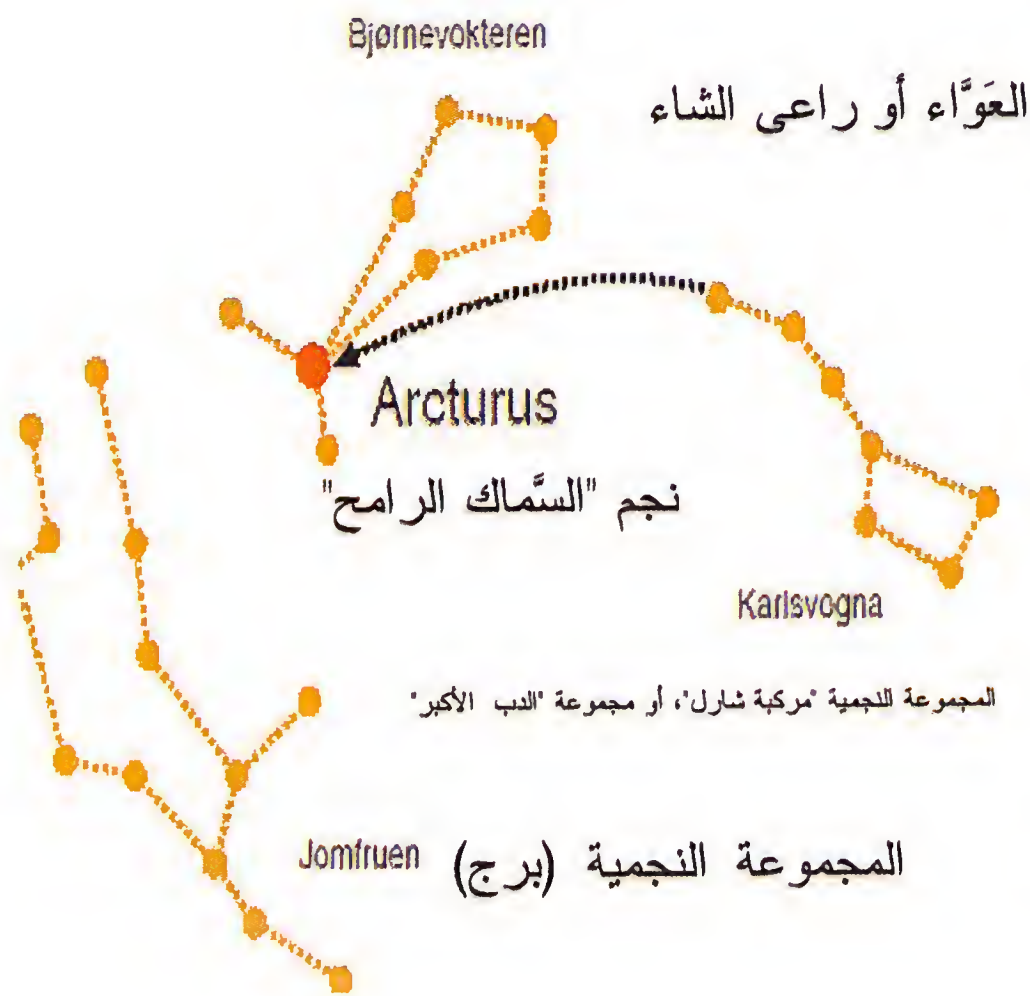 Bjørnevokteren
العَوَّاء أو راعى الشاء
Arcturus
نجم "السَّماك الرامح"
Karlsvogna
المجموعة النجمية "مركبة شارل"، أو مجموعة "الدب الأكبر"
Jomfruen المجموعة النجمية (برج)